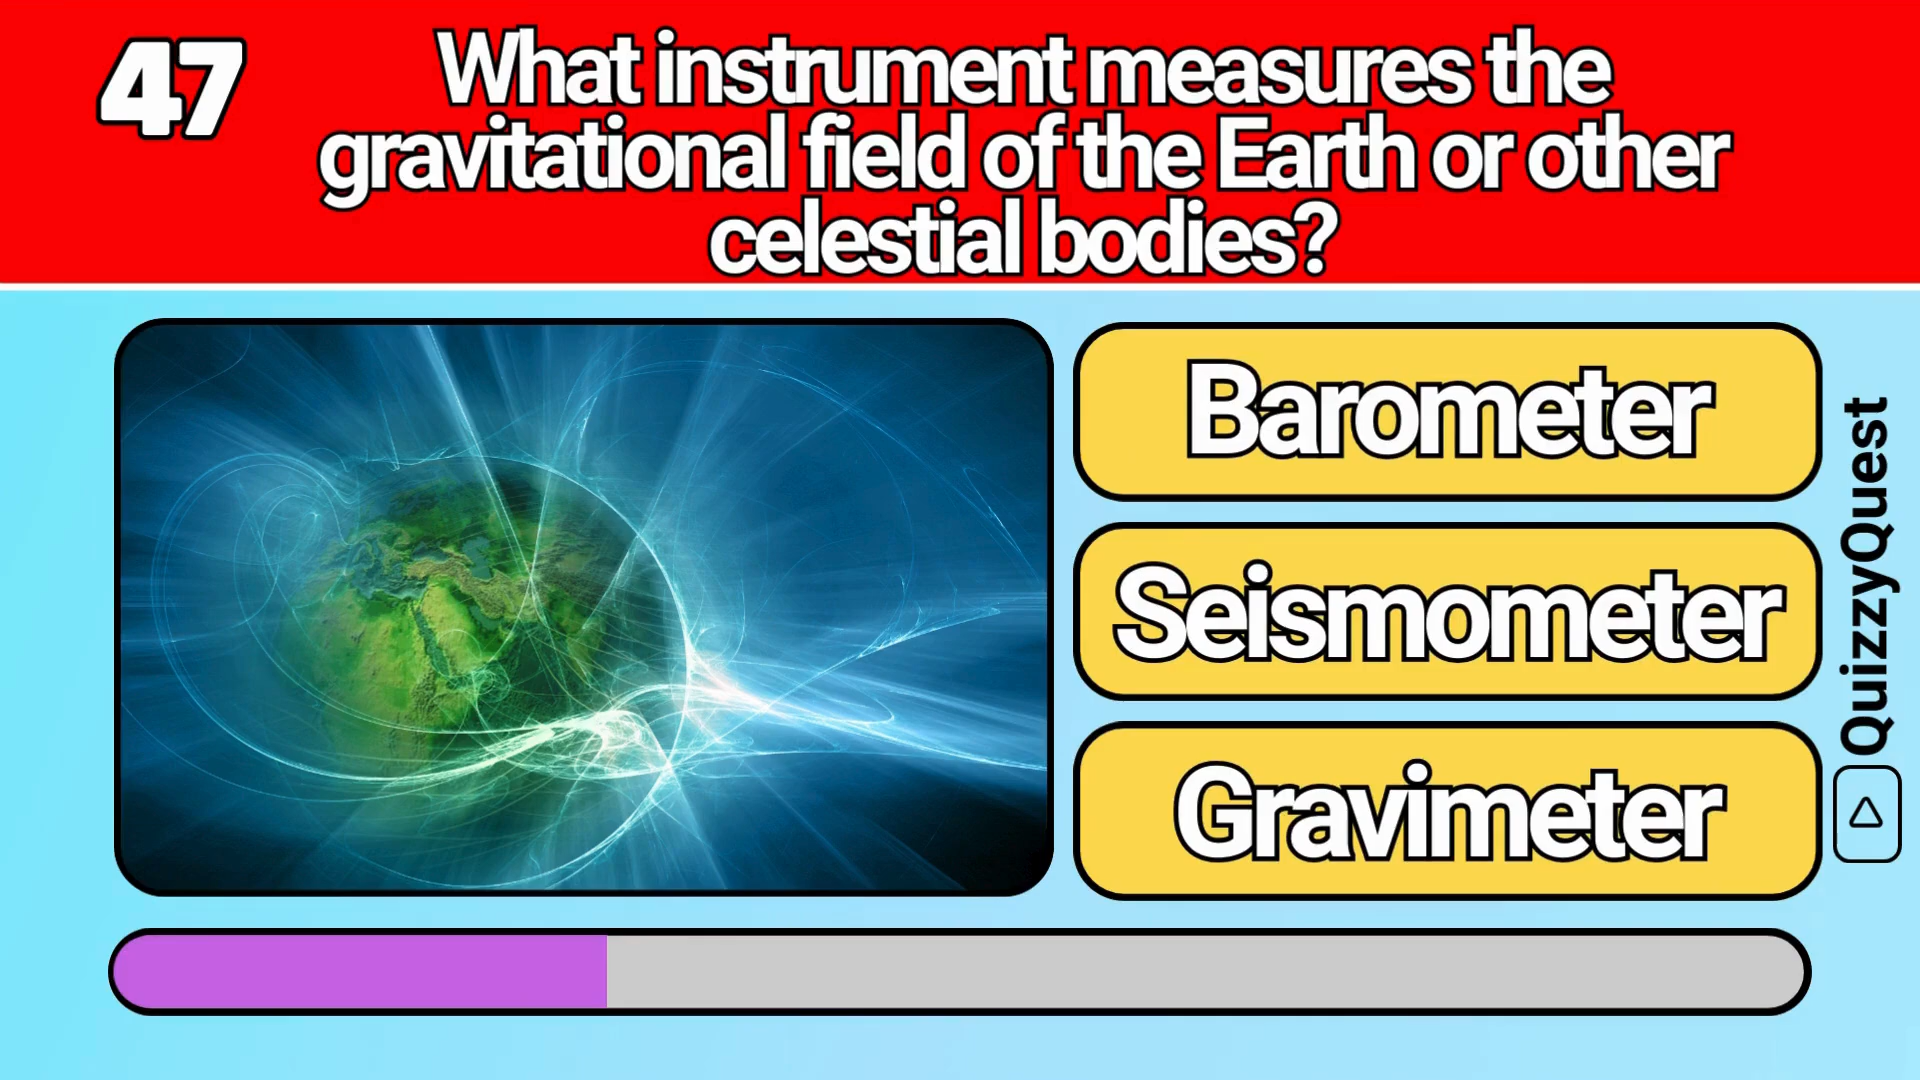 47
What instrument measures the
gravitational field of the Earth or other
celestial bodies?
Barometer
Seismometer
Gravimeter
QuizzyQuest